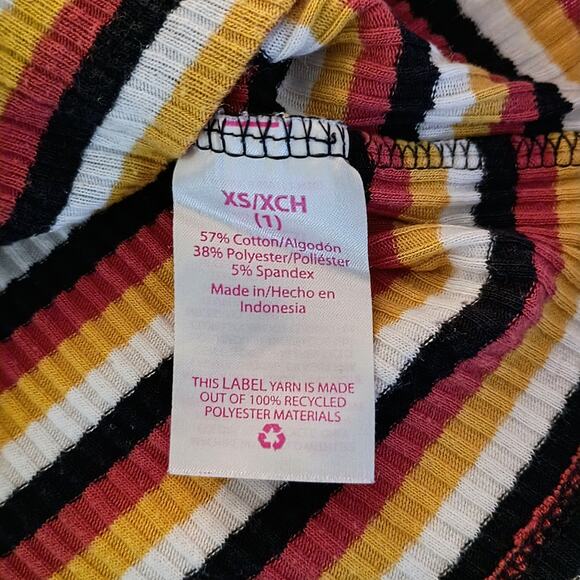 XS/XCH
(1)
57% Cotton/Algodón
38% Polyester/Poliéster
5% Spandex
Made in/Hecho en
Indonesia
THIS LABEL YARN IS MADE
OUT OF 100% RECYCLED
POLYESTER MATERIALS